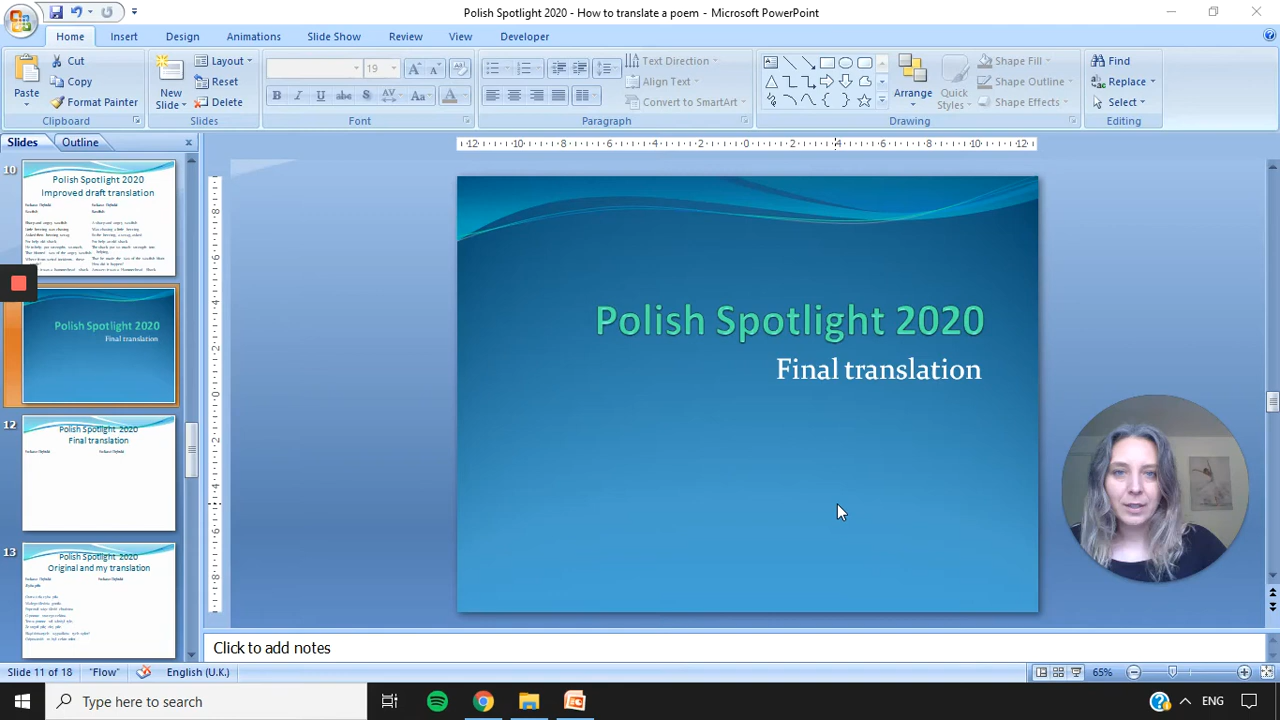 Polish Spotlight 2020 - How to translate a poem - Microsoft PowerPoint
Home Insert Design Animations Slide Show Review View Developer
Paste
Cut
Copy
Format Painter
Clipboard
New Slide
Layout
Reset
Delete
Slides
19
Font
Text Direction
Align Text
Convert to SmartArt
Paragraph
Arrange
Quick Styles
Shape Fill
Shape Outline
Shape Effects
Drawing
Find
Replace
Select
Editing
Slides Outline
10
Polish Spotlight 2020
Improved draft translation
Polish Spotlight 2020
Final translation
12
Polish Spotlight 2020
Final translation
13
Polish Spotlight 2020
Original and my translation
Polish Spotlight 2020
Final translation
Click to add notes
Slide 11 of 18 "Flow" English (U.K.) 65%
Type here to search
ENG